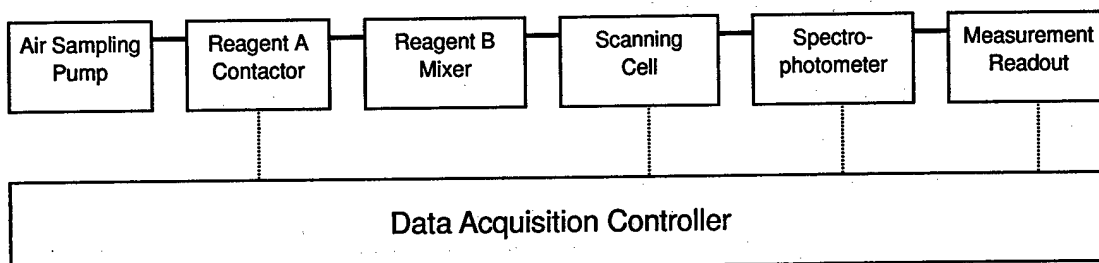 Air Sampling
Pump
Reagent A
Contactor
Reagent B
Mixer
Scanning
Cell
Spectro-
photometer
Measurement
Readout
Data Acquisition Controller